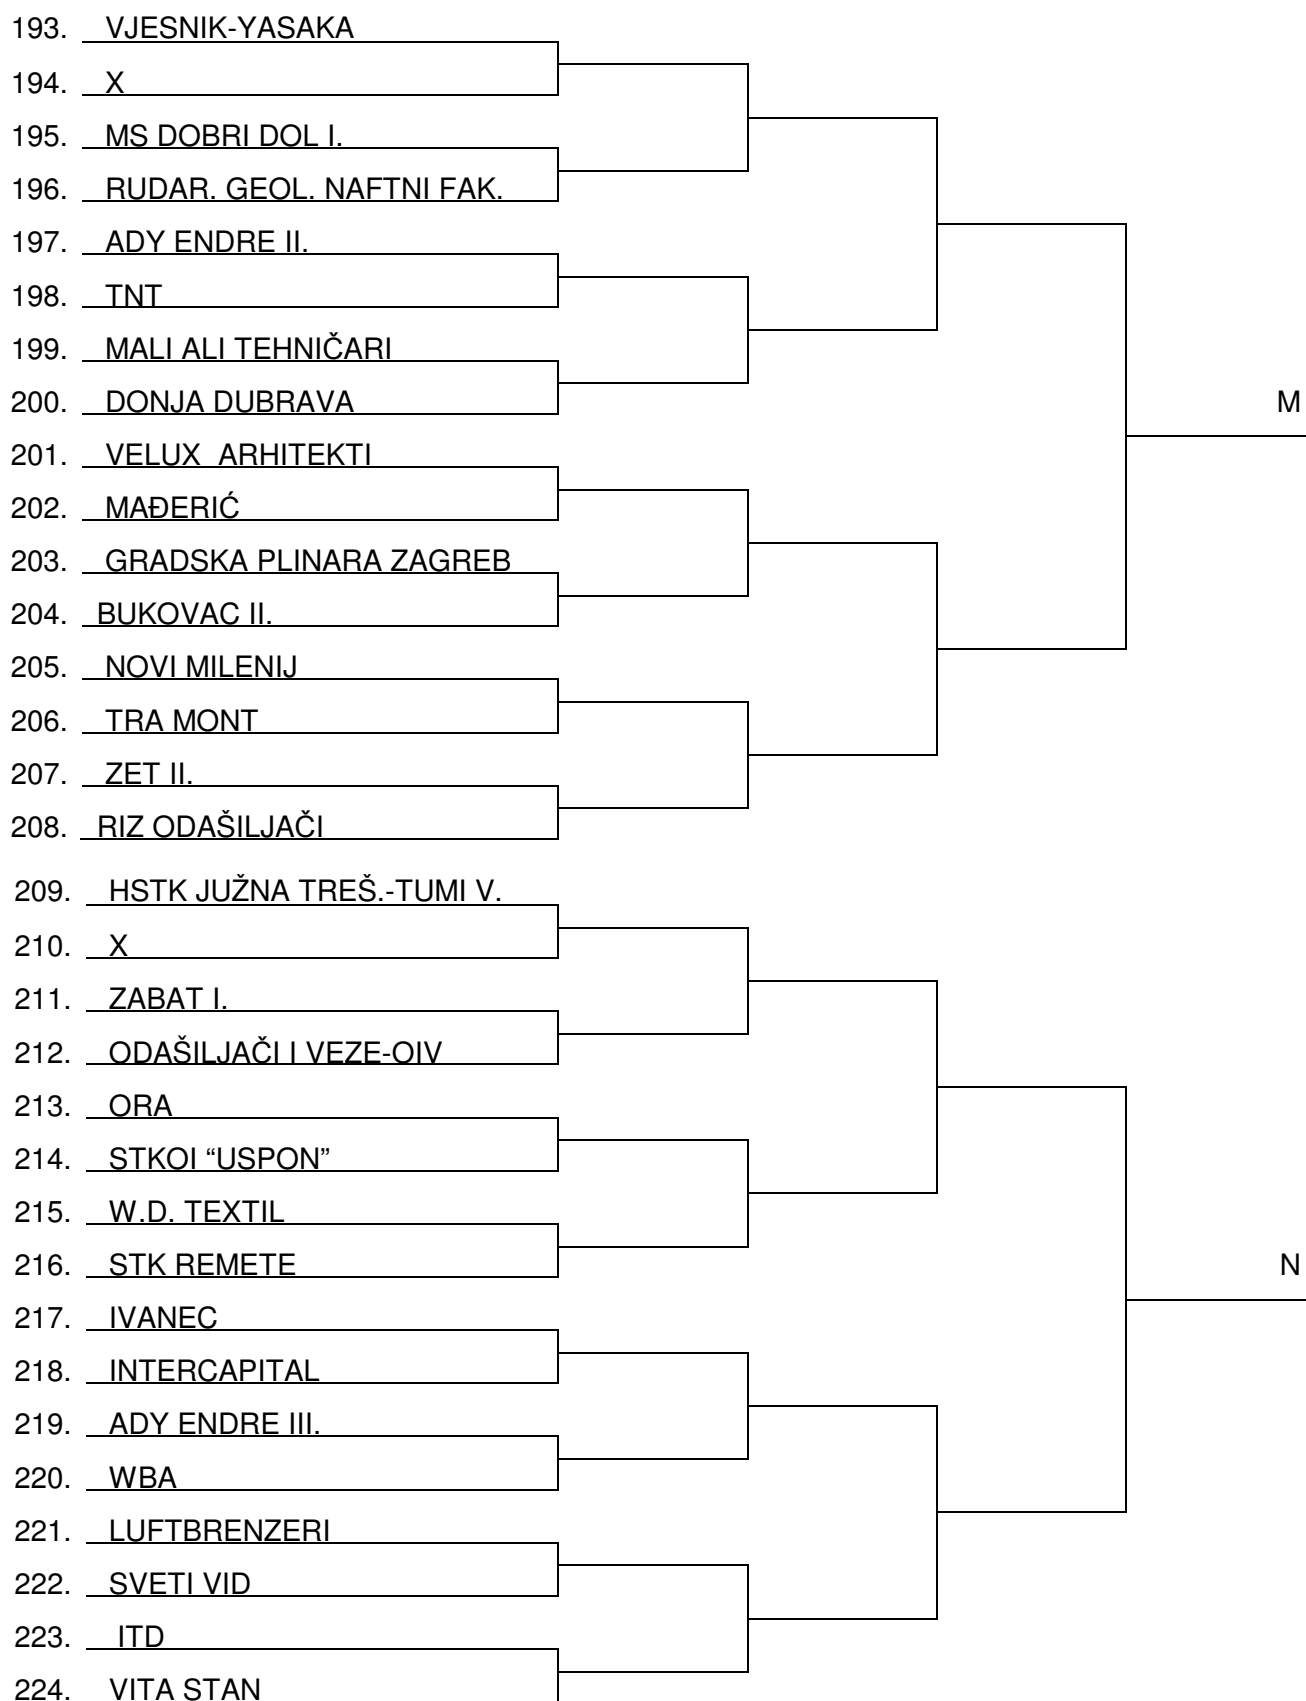 193. VJESNIK-YASAKA
194. X
195. MS DOBRI DOL I.
196. RUDAR. GEOL. NAFTNI FAK.
197. ADY ENDRE II.
198. TNT
199. MALI ALI TEHNIČARI
200. DONJA DUBRAVA
M
201. VELUX  ARHITEKTI
202. MAĐERIĆ
203. GRADSKA PLINARA ZAGREB
204. BUKOVAC II.
205. NOVI MILENIJ
206. TRA MONT
207. ZET II.
208. RIZ ODAŠILJAČI
209. HSTK JUŽNA TREŠ.-TUMI V.
210. X
211. ZABAT I.
212. ODAŠILJAČI I VEZE-OIV
213. ORA
214. STKOI “USPON”
215. W.D. TEXTIL
216. STK REMETE
N
217. IVANEC
218. INTERCAPITAL
219. ADY ENDRE III.
220. WBA
221. LUFTBRENZERI
222. SVETI VID
223. ITD
224. VITA STAN